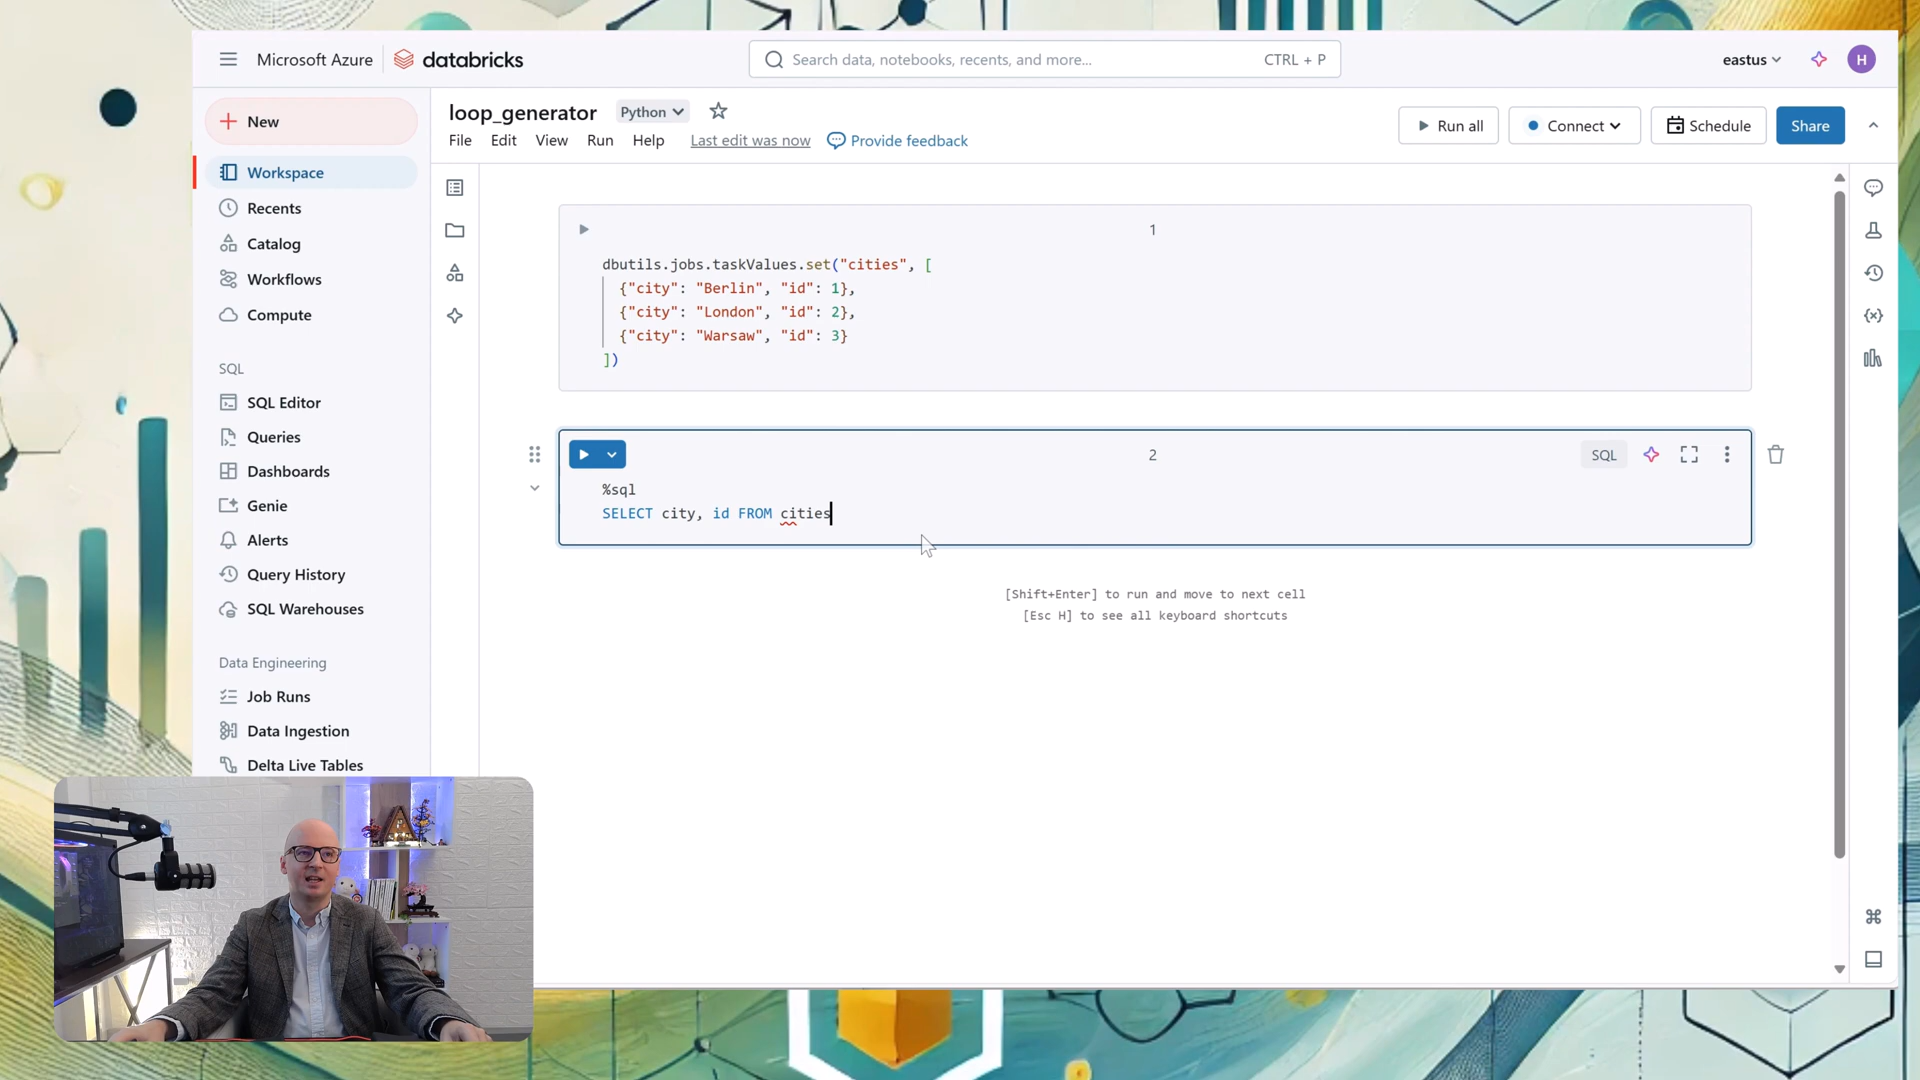 Microsoft Azure
databricks
Search data, notebooks, recents, and more...
CTRL + P
eastus
H
New
Workspace
Recents
Catalog
Workflows
Compute
SQL
SQL Editor
Queries
Dashboards
Genie
Alerts
Query History
SQL Warehouses
Data Engineering
Job Runs
Data Ingestion
Delta Live Tables
loop_generator
Python
File
Edit
View
Run
Help
Last edit was now
Provide feedback
Run all
Connect
Schedule
Share
1
dbutils.jobs.taskValues.set("cities", [
{"city": "Berlin", "id": 1},
{"city": "London", "id": 2},
{"city": "Warsaw", "id": 3}
])
2
SQL
%sql
SELECT city, id FROM cities
[Shift+Enter] to run and move to next cell
[Esc H] to see all keyboard shortcuts